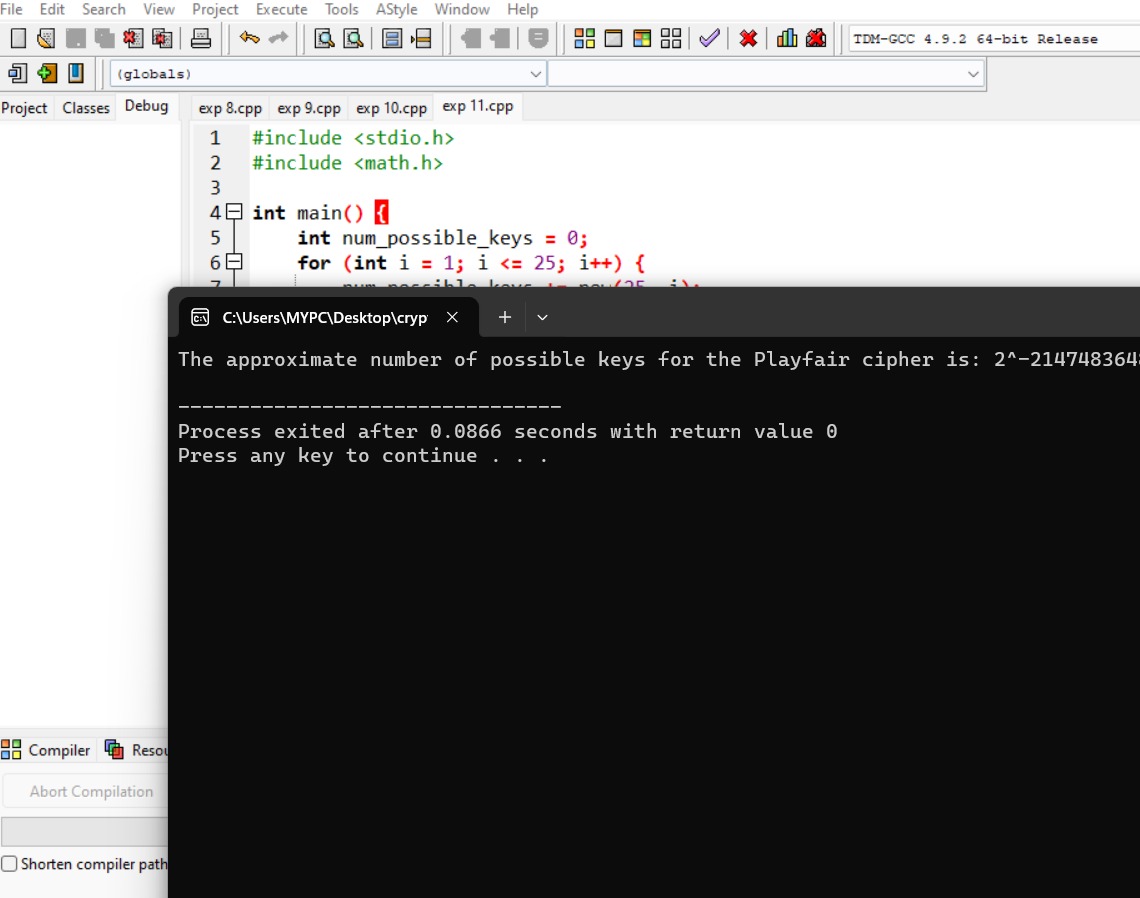 File Edit Search View Project Execute Tools AStyle Window Help
TDM-GCC 4.9.2 64-bit Release
(globals)
Project Classes Debug
exp 8.cpp exp 9.cpp exp 10.cpp exp 11.cpp
1 #include <stdio.h>
2 #include <math.h>
3
4 int main() {
5 int num_possible_keys = 0;
6 for (int i = 1; i <= 25; i++) {
C:\Users\MYPC\Desktop\cryp
The approximate number of possible keys for the Playfair cipher is: 2^-214748364
--------------------------------
Process exited after 0.0866 seconds with return value 0
Press any key to continue . . .
Compiler Resou
Abort Compilation
Shorten compiler path